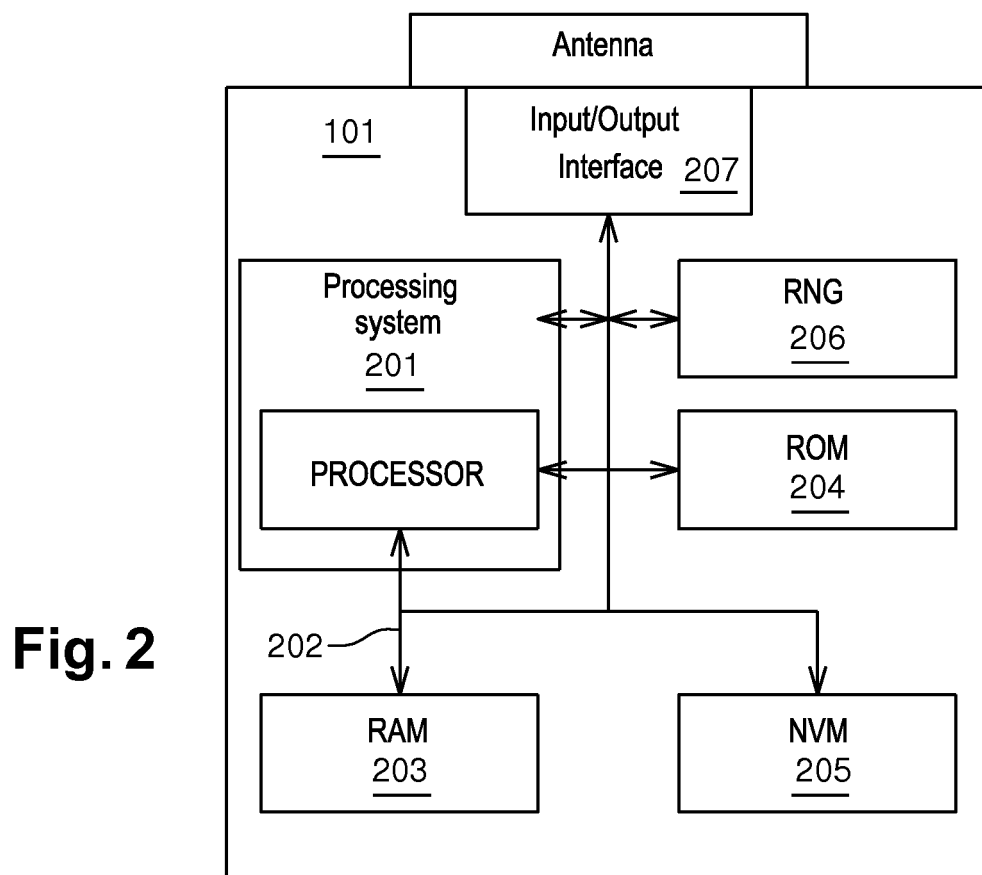 Antenna
101
Input/Output
Interface 207
Processing
system
201
RNG
206
PROCESSOR
ROM
204
Fig. 2
202
RAM
203
NVM
205